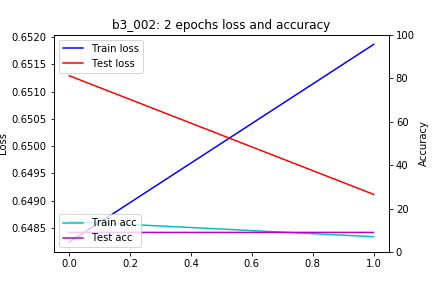 b3_002: 2 epochs loss and accuracy
0.6520
0.6515
0.6510
0.6505
0.6500
0.6495
0.6490
0.6485
Loss
Train loss
Test loss
Train acc
Test acc
100
80
60
40
20
0
Accuracy
0.0 0.2 0.4 0.6 0.8 1.0